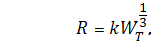 R = kW_T^{1/3},